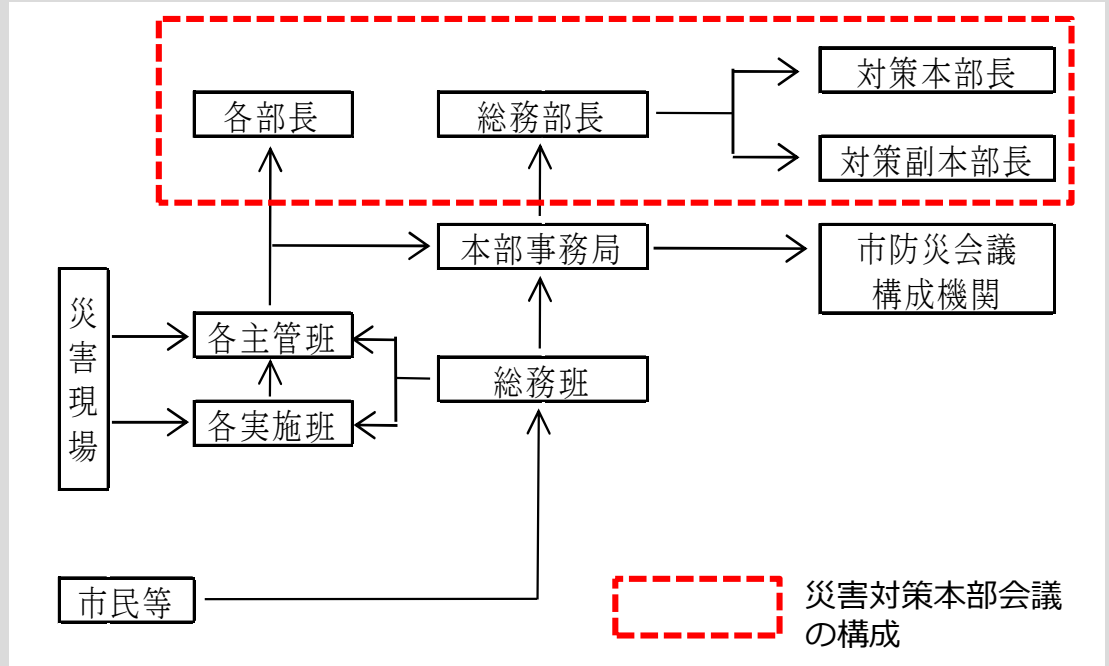 対策本部長
各部長
総務部長
対策副本部長
本部事務局
市防災会議
構成機関
災害現場
各主管班
総務班
各実施班
市民等
災害対策本部会議
の構成